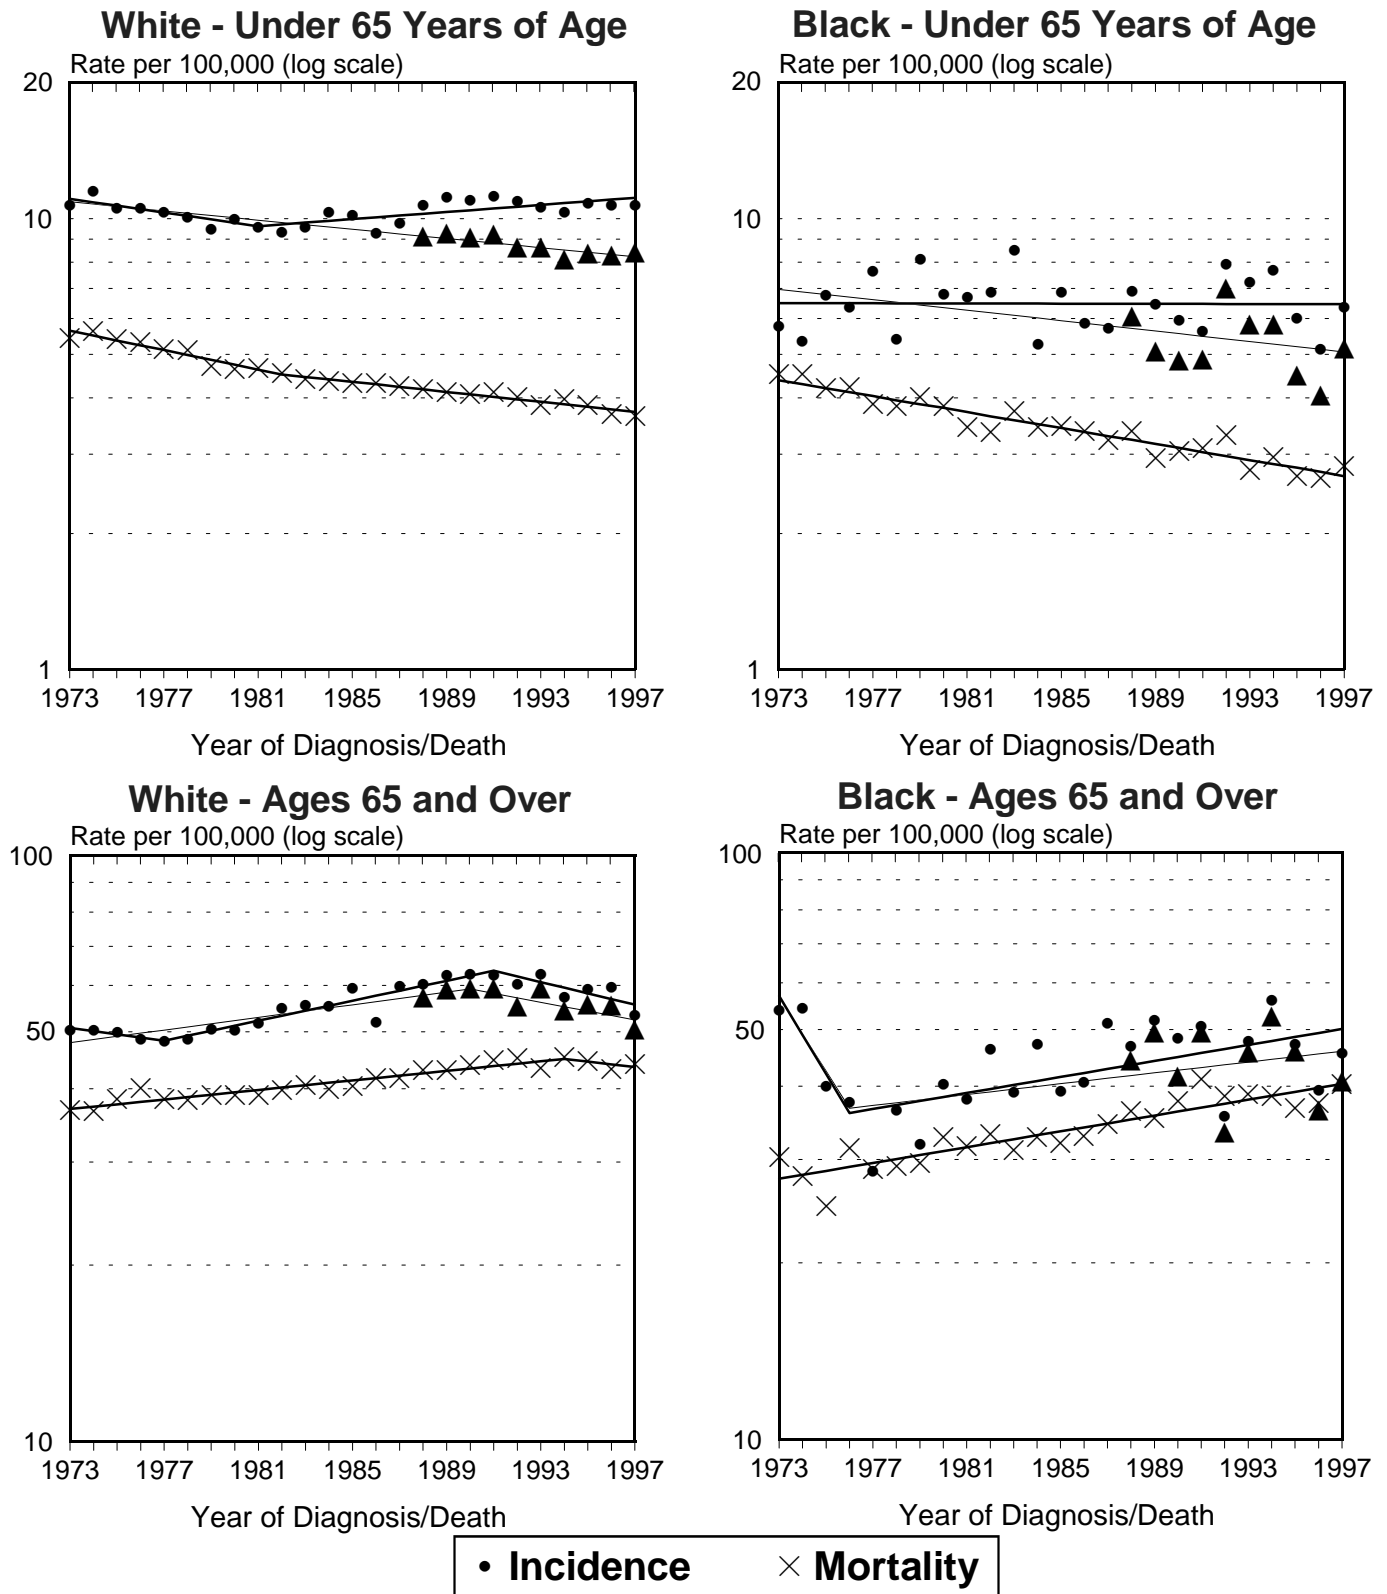 White - Under 65 Years of Age
Rate per 100,000 (log scale)
20
10
1
1973 1977 1981 1985 1989 1993 1997
Year of Diagnosis/Death
Black - Under 65 Years of Age
Rate per 100,000 (log scale)
20
10
1
1973 1977 1981 1985 1989 1993 1997
Year of Diagnosis/Death
White - Ages 65 and Over
Rate per 100,000 (log scale)
100
50
10
1973 1977 1981 1985 1989 1993 1997
Year of Diagnosis/Death
Black - Ages 65 and Over
Rate per 100,000 (log scale)
100
50
10
1973 1977 1981 1985 1989 1993 1997
Year of Diagnosis/Death
Incidence Mortality